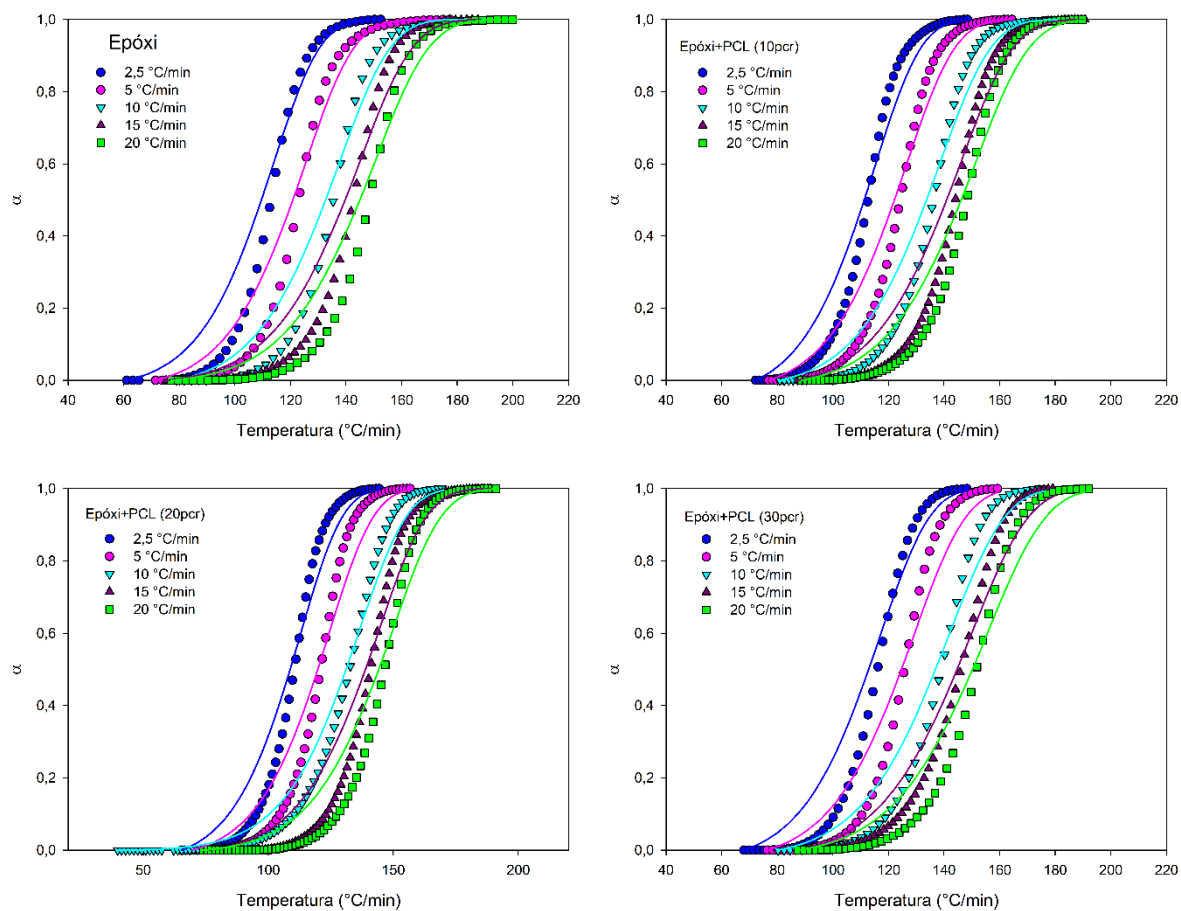 1,0
0,8
0,6
0,4
0,2
0,0
α
Epóxi
2,5 °C/min
5 °C/min
10 °C/min
15 °C/min
20 °C/min
40 60 80 100 120 140 160 180 200 220
Temperatura (°C/min)
1,0
0,8
0,6
0,4
0,2
0,0
α
Epóxi+PCL (10pcr)
2,5 °C/min
5 °C/min
10 °C/min
15 °C/min
20 °C/min
40 60 80 100 120 140 160 180 200 220
Temperatura (°C/min)
1,0
0,8
0,6
0,4
0,2
0,0
α
Epóxi+PCL (20pcr)
2,5 °C/min
5 °C/min
10 °C/min
15 °C/min
20 °C/min
50 100 150 200
Temperatura (°C/min)
1,0
0,8
0,6
0,4
0,2
0,0
α
Epóxi+PCL (30pcr)
2,5 °C/min
5 °C/min
10 °C/min
15 °C/min
20 °C/min
40 60 80 100 120 140 160 180 200 220
Temperatura (°C/min)